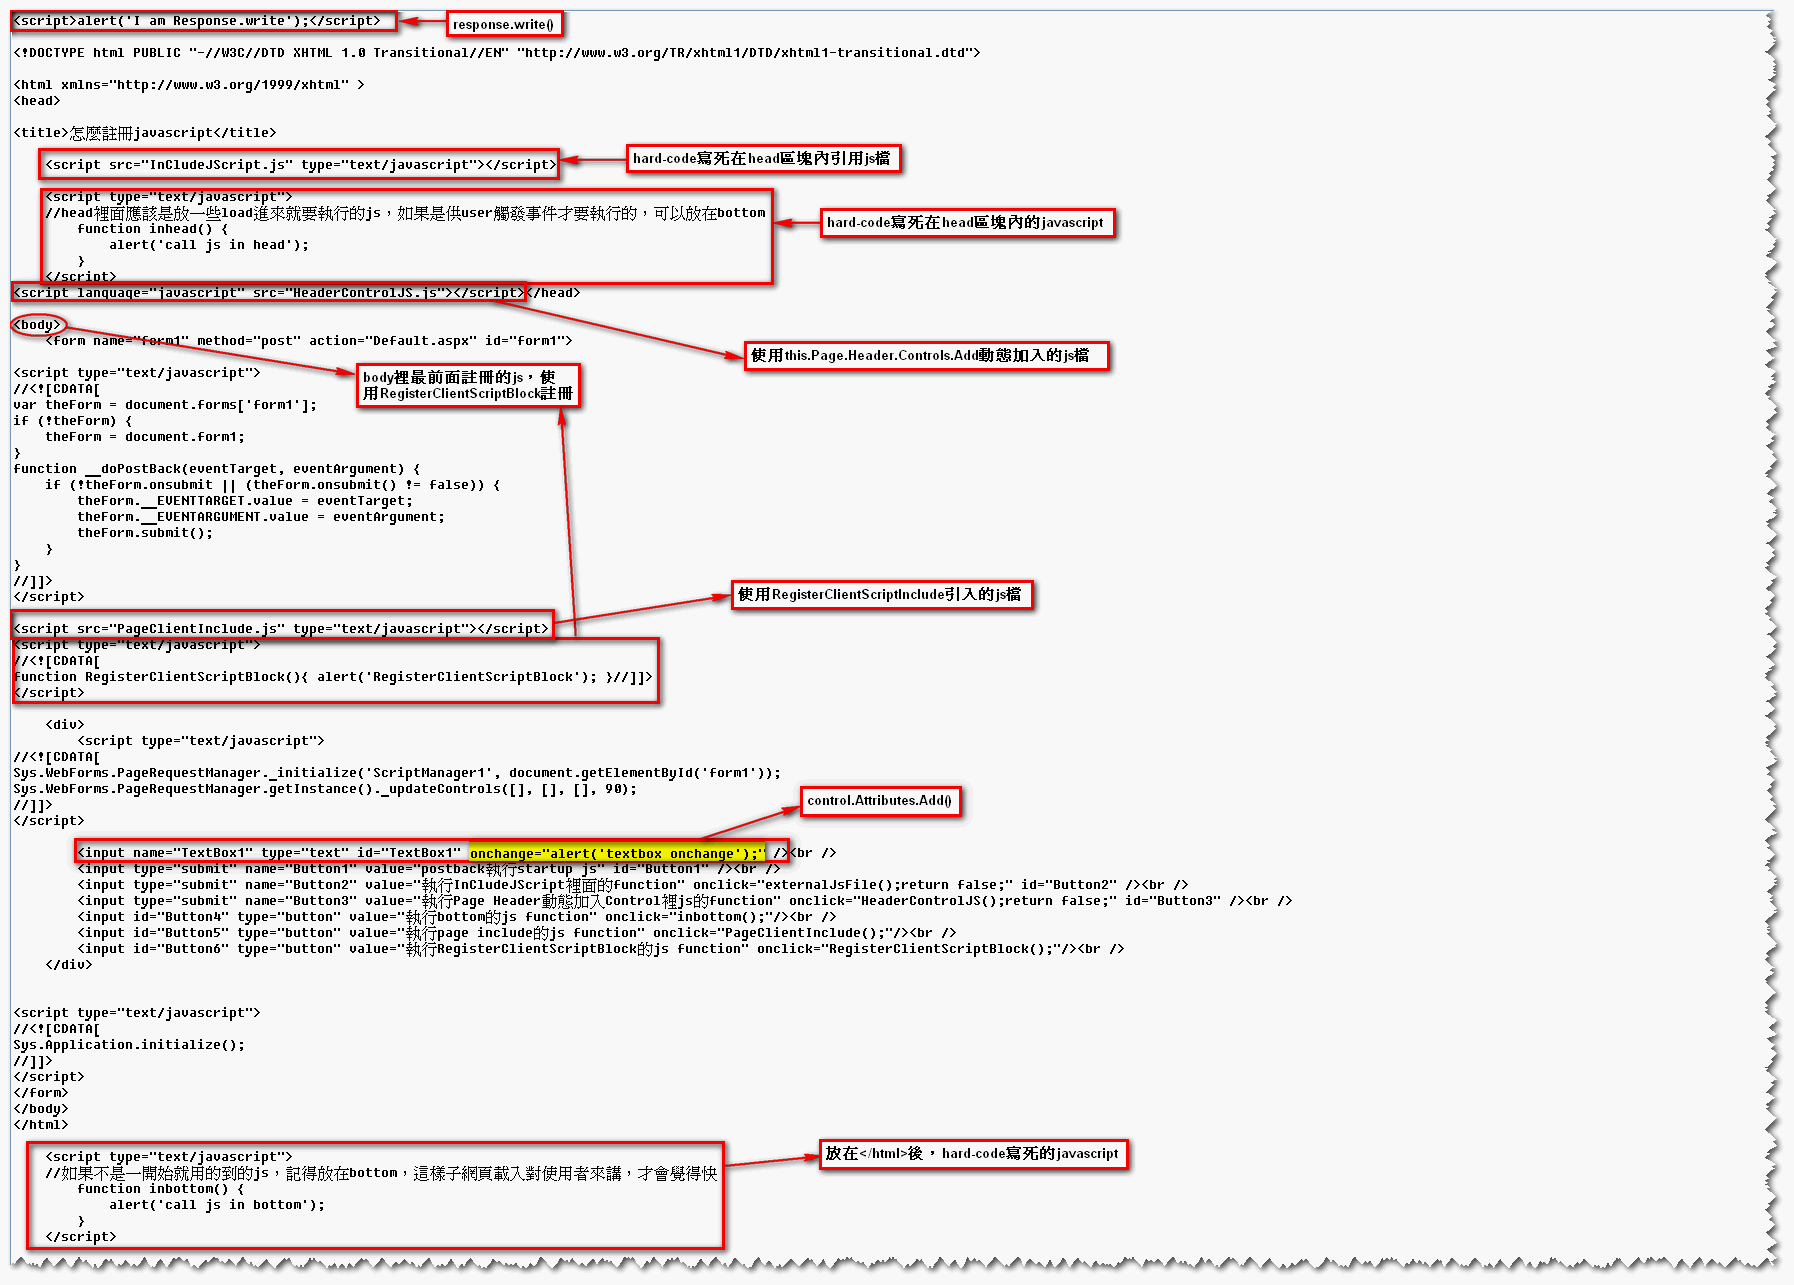 <script>alert('I am Response.write');</script>
response.write()
<!DOCTYPE html PUBLIC "-//W3C//DTD XHTML 1.0 Transitional//EN" "http://www.w3.org/TR/xhtml1/DTD/xhtml1-transitional.dtd">
<html xmlns="http://www.w3.org/1999/xhtml" >
<head>
<title>怎麼註冊javascript</title>
<script src="InCludeJScript.js" type="text/javascript"></script>
hard-code寫死在head區塊內引用js檔
<script type="text/javascript">
//head裡面應該是放一些load進來就要執行的js，如果是供user觸發事件才要執行的，可以放在bottom
function inhead() {
hard-code寫死在head區塊內的javascript
alert('call js in head');
}
</script>
<script language="javascript" src="HeaderControlJS.js"></script></head>
<body>
<form name="form1" method="post" action="Default.aspx" id="form1">
使用this.Page.Header.Controls.Add動態加入的js檔
<script type="text/javascript">
body裡最前面註冊的js，使
用RegisterClientScriptBlock註冊
//<![CDATA[
var theForm = document.forms['form1'];
if (!theForm) {
theForm = document.form1;
}
function __doPostBack(eventTarget, eventArgument) {
if (!theForm.onsubmit || (theForm.onsubmit() != false)) {
theForm.__EVENTTARGET.value = eventTarget;
theForm.__EVENTARGUMENT.value = eventArgument;
theForm.submit();
}
}
//]]>
</script>
使用RegisterClientScriptInclude引入的js檔
<script src="PageClientInclude.js" type="text/javascript"></script>
<script type="text/javascript">
//<![CDATA[
function RegisterClientScriptBlock(){ alert('RegisterClientScriptBlock'); }//]]>
</script>
<div>
<script type="text/javascript">
//<![CDATA[
Sys.WebForms.PageRequestManager._initialize('ScriptManager1', document.getElementById('form1'));
Sys.WebForms.PageRequestManager.getInstance()._updateControls([], [], [], 90);
//]]>
</script>
control.Attributes.Add()
<input name="TextBox1" type="text" id="TextBox1" onchange="alert('textbox onchange');" /><br />
<input type="submit" name="Button1" value="postback執行startup js" id="Button1" /><br />
<input type="submit" name="Button2" value="執行InCludeJScript裡面的function" onclick="externalJsFile();return false;" id="Button2" /><br />
<input type="submit" name="Button3" value="執行Page Header動態加入Control裡js的function" onclick="HeaderControlJS();return false;" id="Button3" /><br />
<input id="Button4" type="button" value="執行bottom的js function" onclick="inbottom();"/><br />
<input id="Button5" type="button" value="執行page include的js function" onclick="PageClientInclude();"/><br />
<input id="Button6" type="button" value="執行RegisterClientScriptBlock的js function" onclick="RegisterClientScriptBlock();"/><br />
</div>
<script type="text/javascript">
//<![CDATA[
Sys.Application.initialize();
//]]>
</script>
</form>
</body>
</html>
<script type="text/javascript">
放在</html>後，hard-code寫死的javascript
//如果不是一開始就用的到的js，記得放在bottom，這樣子網頁載入對使用者來講，才會覺得快
function inbottom() {
alert('call js in bottom');
}
</script>